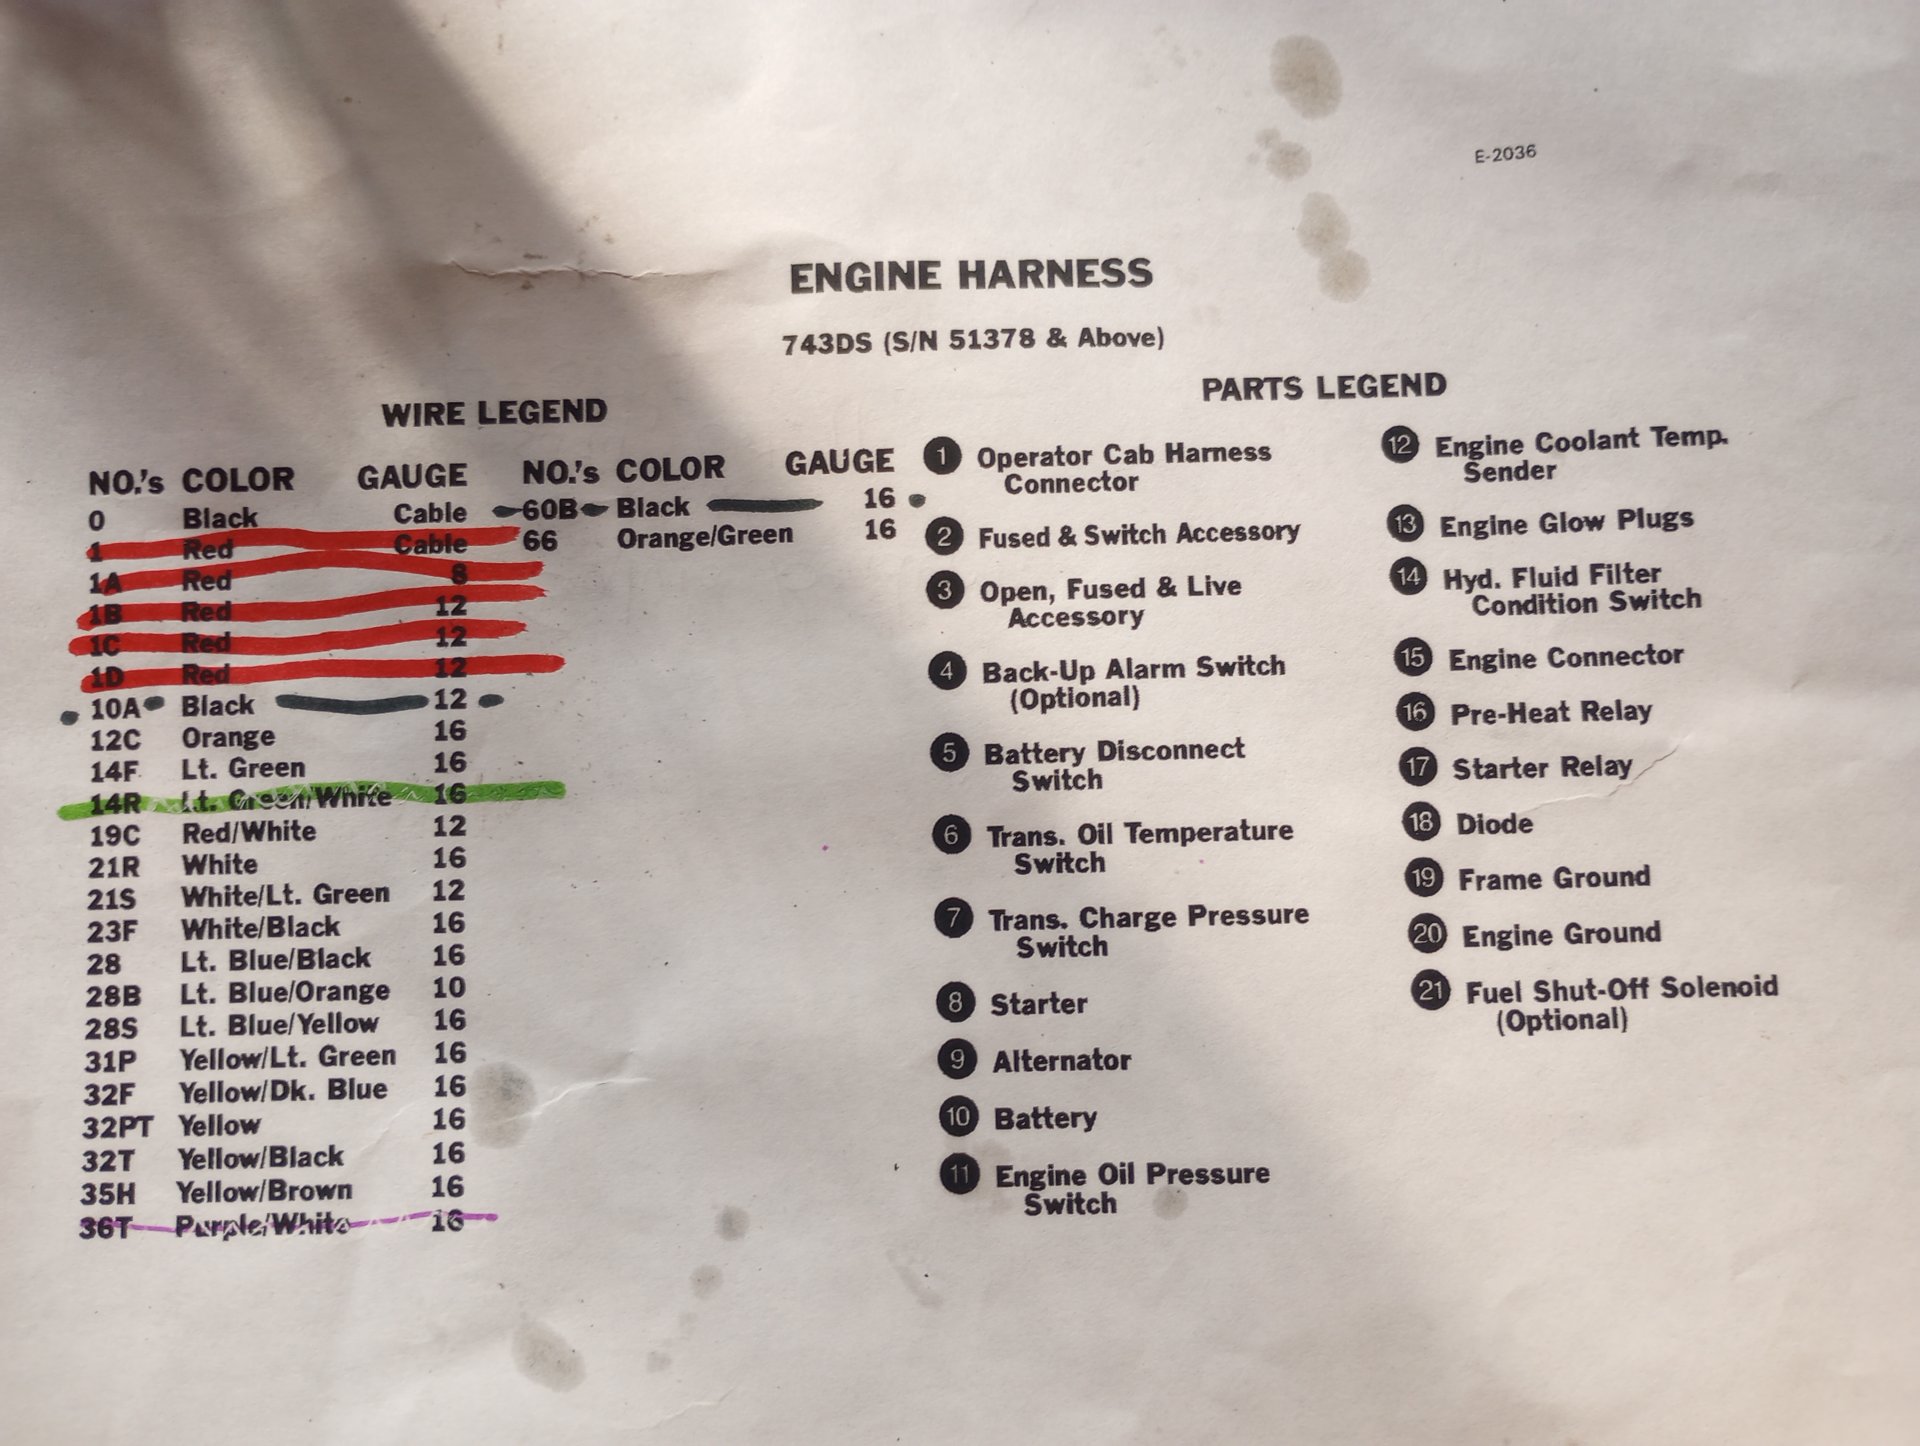 E-2036
ENGINE HARNESS
743DS (S/N 51378 & Above)
WIRE LEGEND
NO.'s COLOR GAUGE
0 Black Cable
1 Red Cable
1A Red 8
1B Red 12
1C Red 12
1D Red 12
10A Black 12
12C Orange 16
14F Lt. Green 16
14R Lt. Green/White 16
19C Red/White 12
21R White 16
21S White/Lt. Green 12
23F White/Black 16
28 Lt. Blue/Black 16
28B Lt. Blue/Orange 10
28S Lt. Blue/Yellow 16
31P Yellow/Lt. Green 16
32F Yellow/Dk. Blue 16
32PT Yellow 16
32T Yellow/Black 16
35H Yellow/Brown 16
36T Purple/White 16
NO.'s COLOR GAUGE
60B Black 16
66 Orange/Green 16
PARTS LEGEND
1 Operator Cab Harness
Connector
2 Fused & Switch Accessory
3 Open, Fused & Live
Accessory
4 Back-Up Alarm Switch
(Optional)
5 Battery Disconnect
Switch
6 Trans. Oil Temperature
Switch
7 Trans. Charge Pressure
Switch
8 Starter
9 Alternator
10 Battery
11 Engine Oil Pressure
Switch
12 Engine Coolant Temp.
Sender
13 Engine Glow Plugs
14 Hyd. Fluid Filter
Condition Switch
15 Engine Connector
16 Pre-Heat Relay
17 Starter Relay
18 Diode
19 Frame Ground
20 Engine Ground
21 Fuel Shut-Off Solenoid
(Optional)